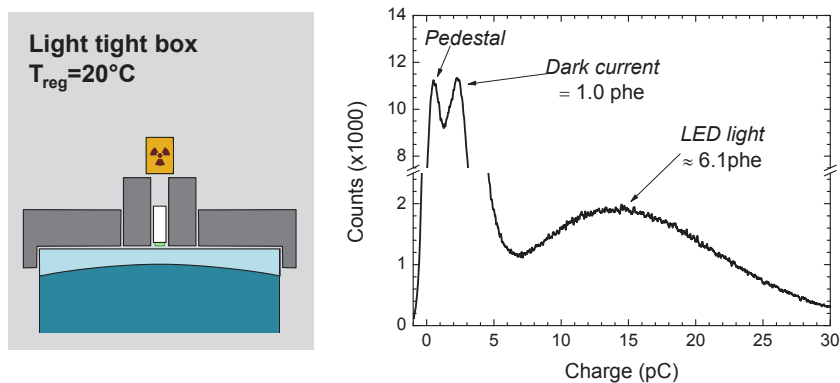 Light tight box
Treg=20°C
Pedestal
Dark current
= 1.0 phe
LED light
≈ 6.1phe
Counts (x1000)
14
12
10
8
2
1
0
0
5
10
15
20
25
30
Charge (pC)